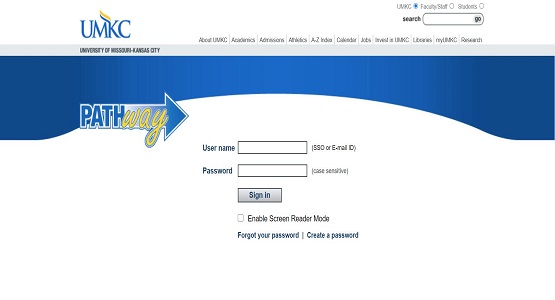 UMKC Faculty/Staff Students
search go
UMKC
About UMKC Academics Admissions Athletics A-Z Index Calendar Jobs Invest in UMKC Libraries myUMKC Research
UNIVERSITY OF MISSOURI-KANSAS CITY
PATHway
User name (SSO or E-mail ID)
Password (case sensitive)
Sign in
Enable Screen Reader Mode
Forgot your password | Create a password